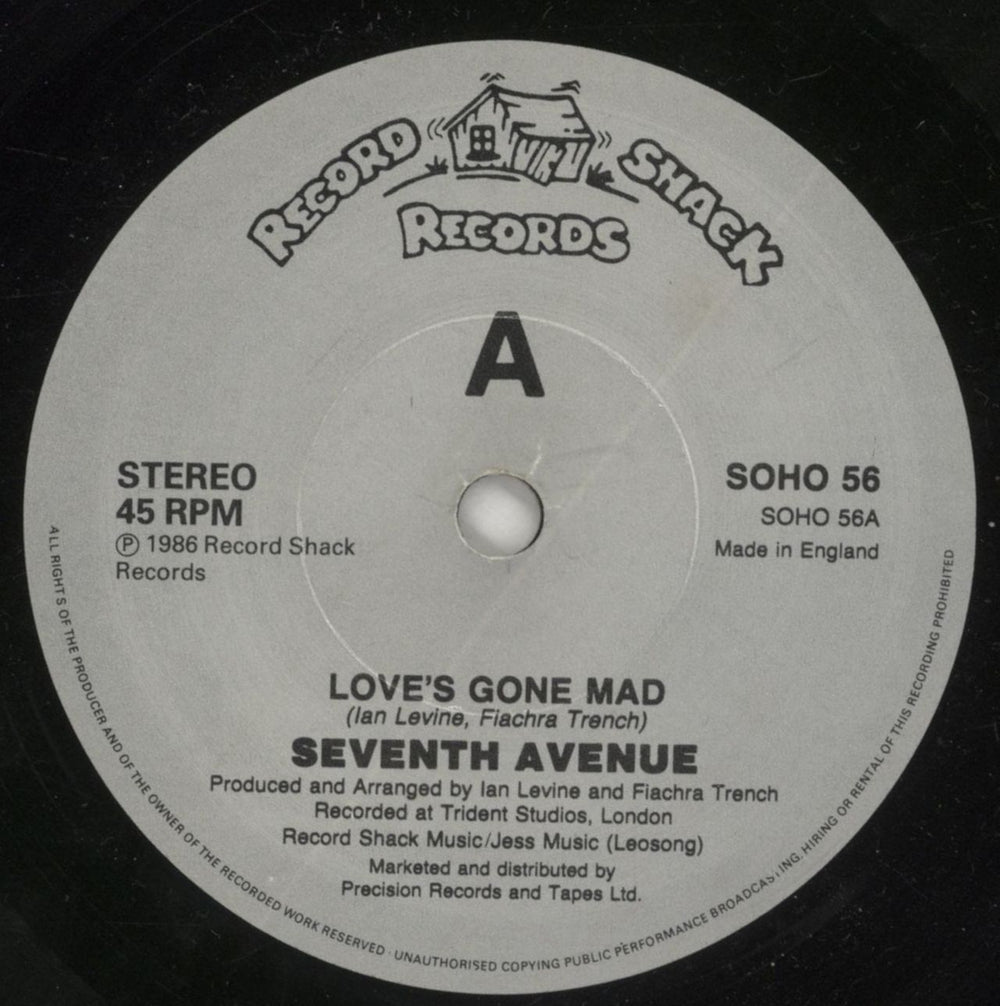 RECORD SHACK
RECORDS
A
STEREO
45 RPM
Ⓟ 1986 Record Shack
Records
SOHO 56
SOHO 56A
Made in England
LOVE'S GONE MAD
(Ian Levine, Fiachra Trench)
SEVENTH AVENUE
Produced and Arranged by Ian Levine and Fiachra Trench
Recorded at Trident Studios, London
Record Shack Music/Jess Music (Leosong)
Marketed and distributed by
Precision Records and Tapes Ltd.
ALL RIGHTS OF THE PRODUCER AND OF THE OWNER OF THE RECORDED WORK RESERVED · UNAUTHORISED COPYING PUBLIC PERFORMANCE BROADCASTING, HIRING OR RENTAL OF THIS RECORDING PROHIBITED